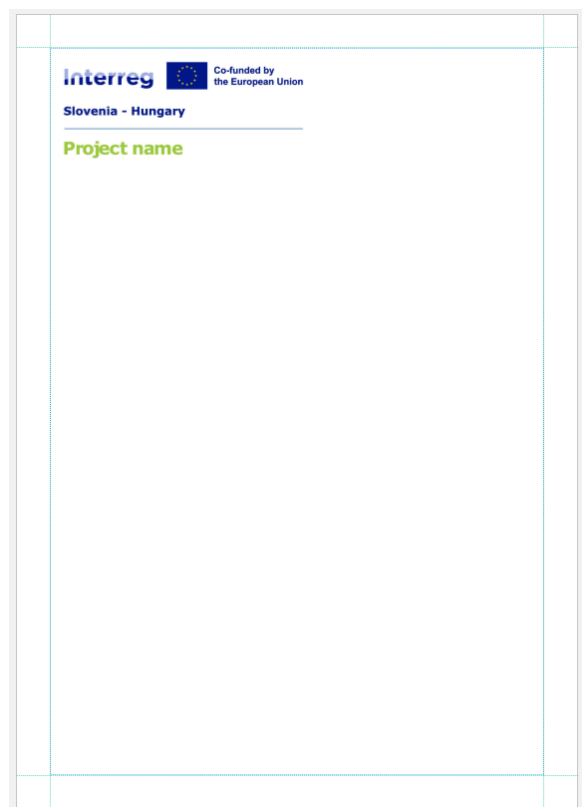 Interreg
Co-funded by
the European Union
Slovenia - Hungary
Project name